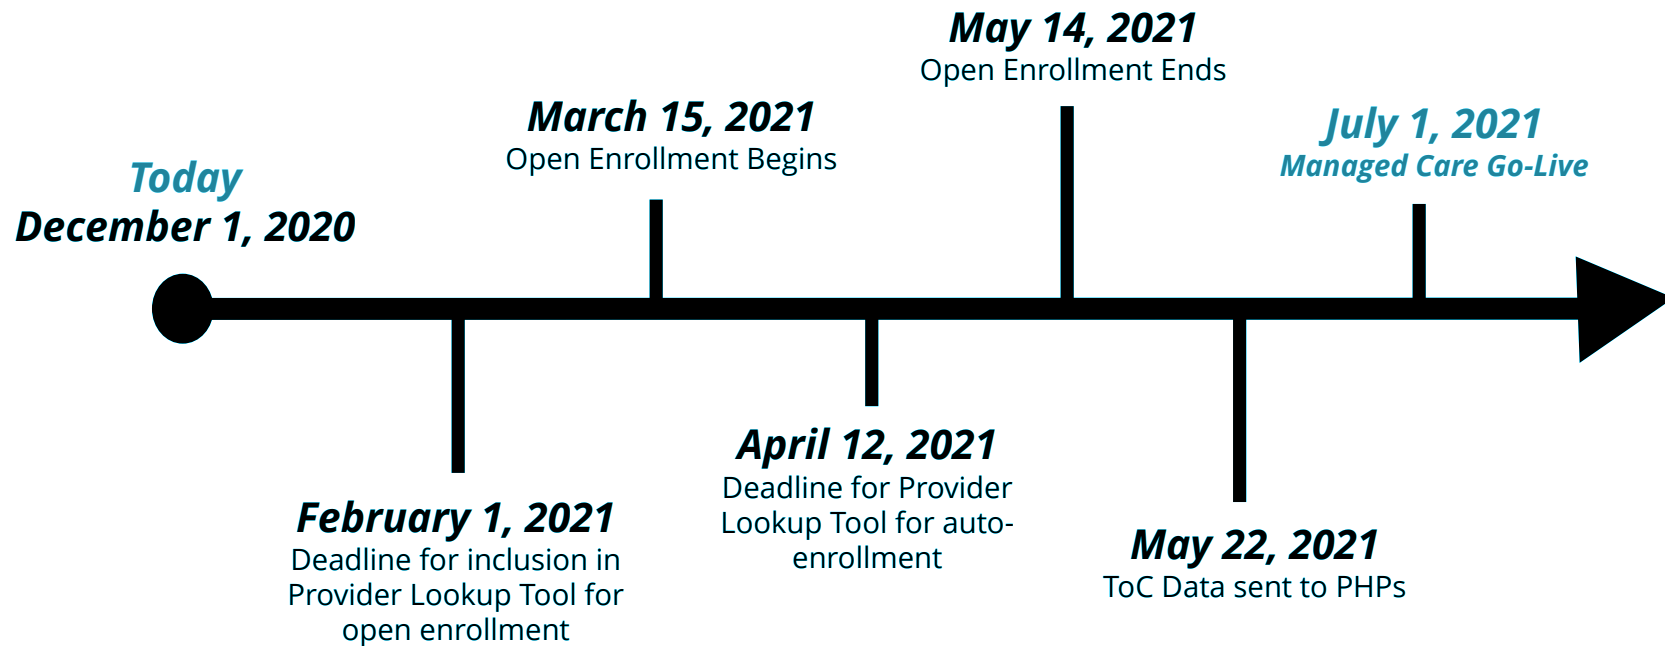 Today
December 1, 2020
February 1, 2021
Deadline for inclusion in
Provider Lookup Tool for
open enrollment
March 15, 2021
Open Enrollment Begins
April 12, 2021
Deadline for Provider
Lookup Tool for auto-
enrollment
May 14, 2021
Open Enrollment Ends
May 22, 2021
ToC Data sent to PHPs
July 1, 2021
Managed Care Go-Live